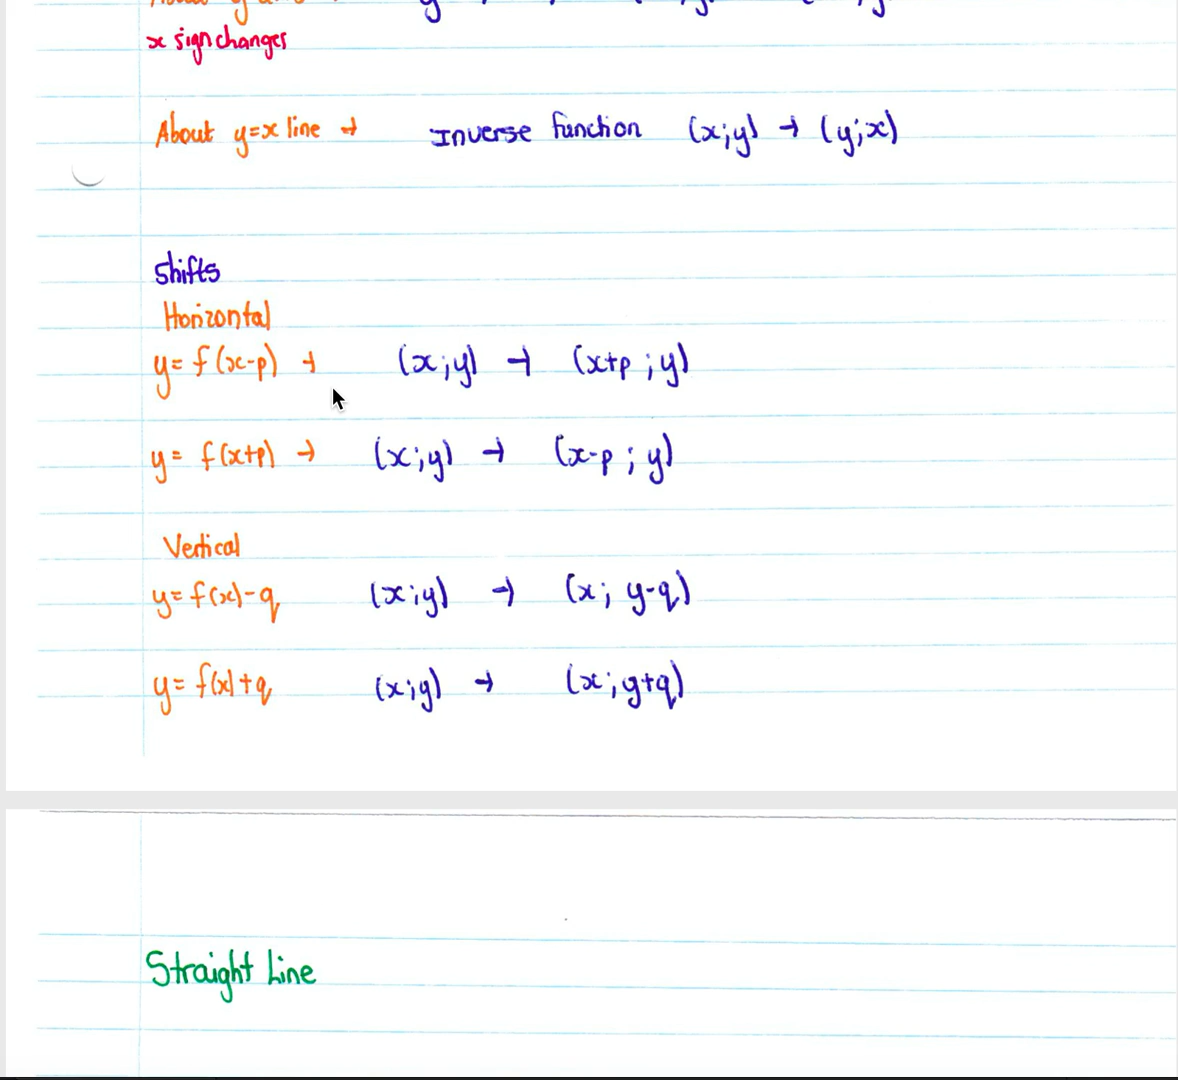 x sign changes
About y=x line → Inverse function (x;y) → (y;x)
Shifts
Horizontal
y= f(x-p) → (x;y) → (x+p ; y)
y= f(x+p) → (x;y) → (x-p ; y)
Vertical
y= f(x)-q (x;y) → (x; y-q)
y= f(x)+q (x;y) → (x;y+q)
Straight Line